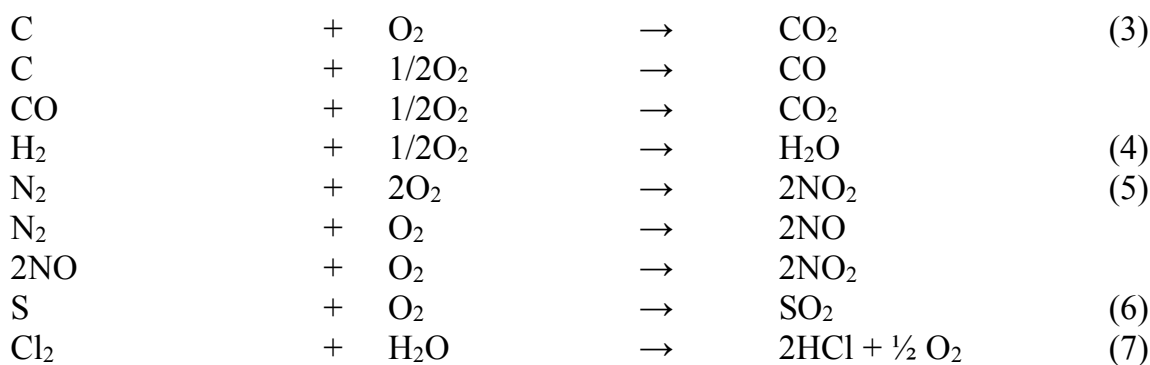 C + O₂ → CO₂ (3)
C + 1/2O₂ → CO
CO + 1/2O₂ → CO₂
H₂ + 1/2O₂ → H₂O (4)
N₂ + 2O₂ → 2NO₂ (5)
N₂ + O₂ → 2NO
2NO + O₂ → 2NO₂
S + O₂ → SO₂ (6)
Cl₂ + H₂O → 2HCl + ½ O₂ (7)